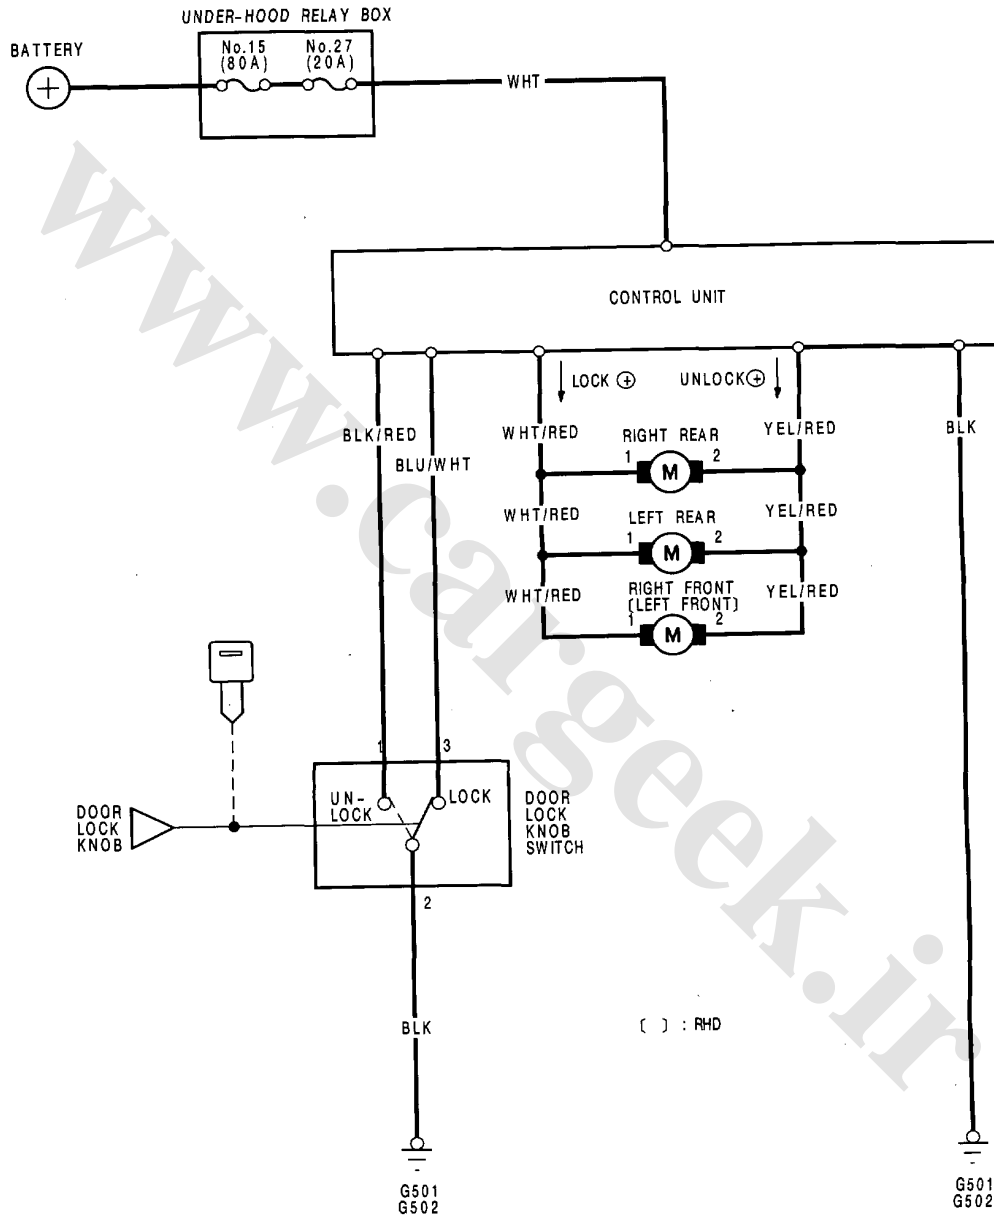 UNDER-HOOD RELAY BOX
BATTERY
No.15
(80A)
No.27
(20A)
WHT
CONTROL UNIT
LOCK
UNLOCK
BLK/RED
BLU/WHT
WHT/RED
RIGHT REAR
1
M
2
YEL/RED
BLK
WHT/RED
LEFT REAR
1
M
2
YEL/RED
WHT/RED
RIGHT FRONT
[LEFT FRONT]
1
M
2
YEL/RED
1
3
UN-
LOCK
LOCK
DOOR
LOCK
KNOB
DOOR
LOCK
KNOB
SWITCH
2
BLK
[ ] : RHD
G501
G502
G501
G502
www.cargeek.ir